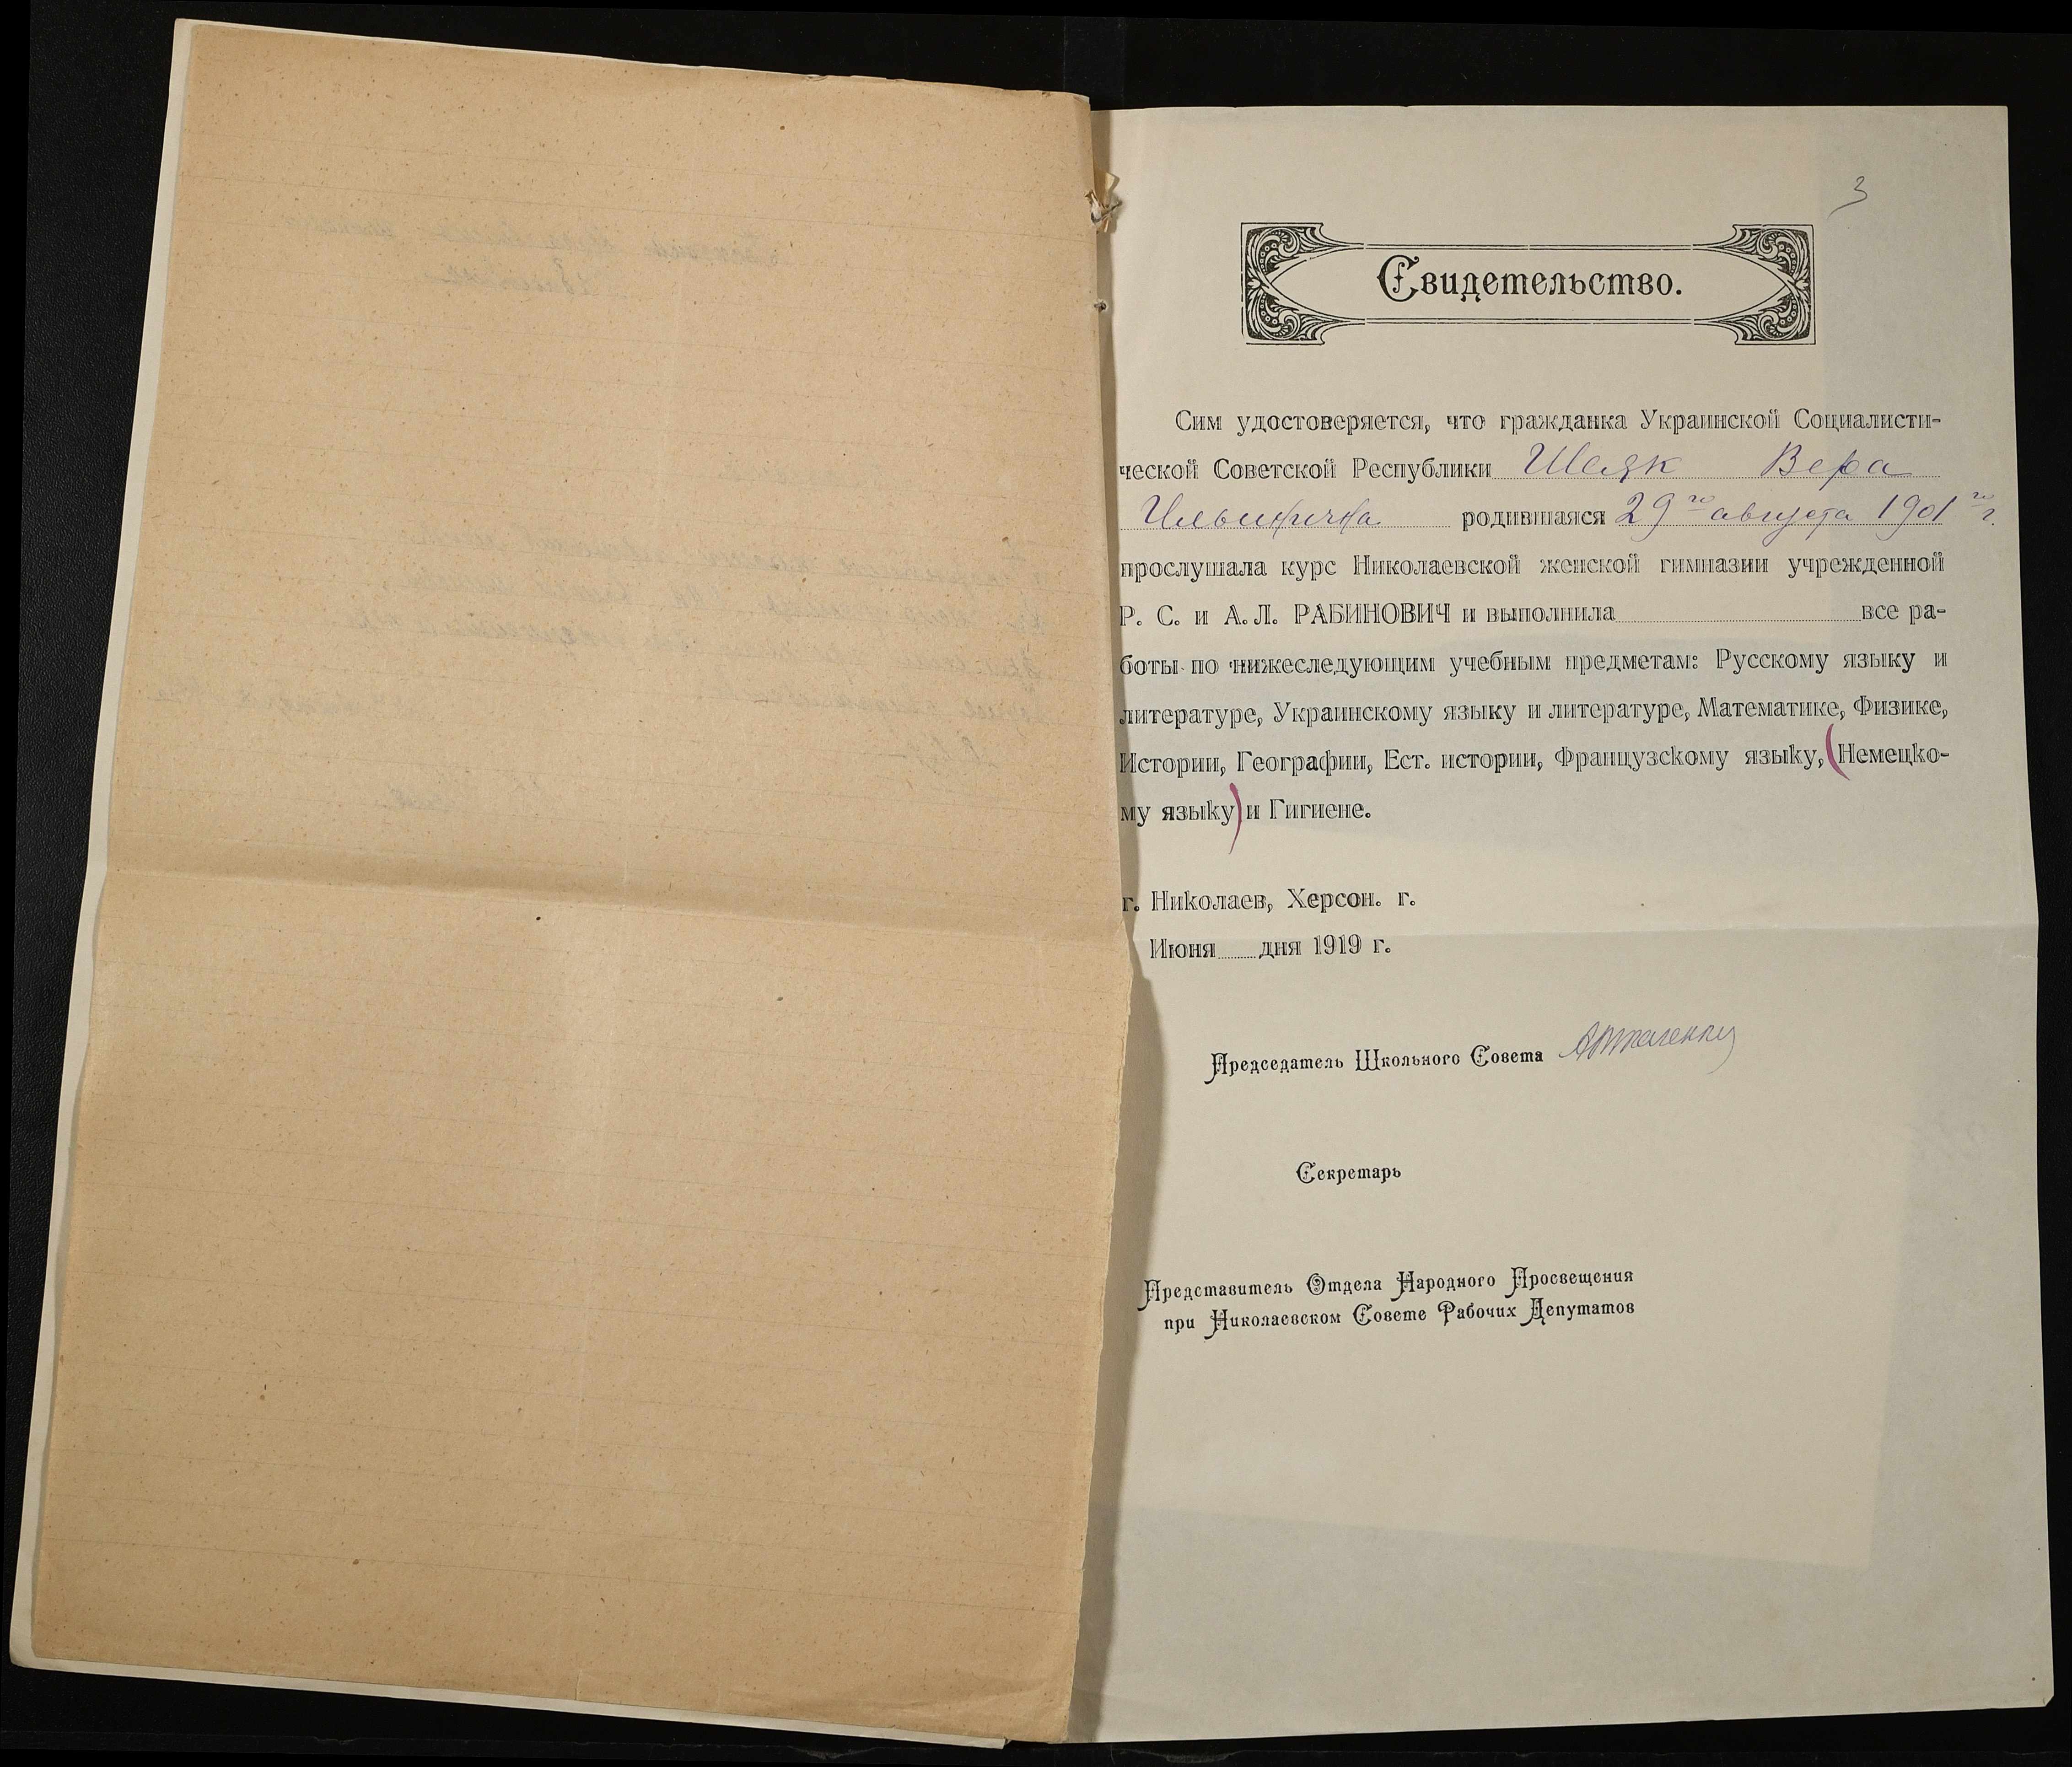 3
Свидетельство.
Сим удостоверяется, что гражданка Украинской Социалисти-
ческой Советской Республики Шляк Вера
Ильинична родившаяся 29го августа 1901го г.
прослушала курс Николаевской женской гимназии учрежденной
Р. С. и А. Л. РАБИНОВИЧ и выполнила все ра-
боты по нижеследующим учебным предметам: Русскому языку и
литературе, Украинскому языку и литературе, Математике, Физике,
Истории, Географии, Ест. истории, Французскому языку, (Немецко-
му языку) и Гигиене.
г. Николаев, Херсон. г.
Июня дня 1919 г.
Председатель Школьного Совета
Секретарь
Представитель Отдела Народного Просвещения
при Николаевском Совете Рабочих Депутатов